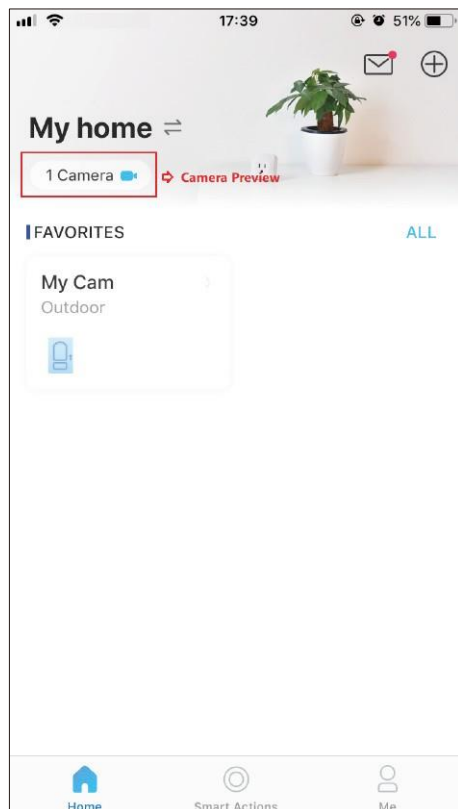 17:39
51%
My home
1 Camera
Camera Preview
FAVORITES
ALL
My Cam
Outdoor
Home
Smart Actions
Me